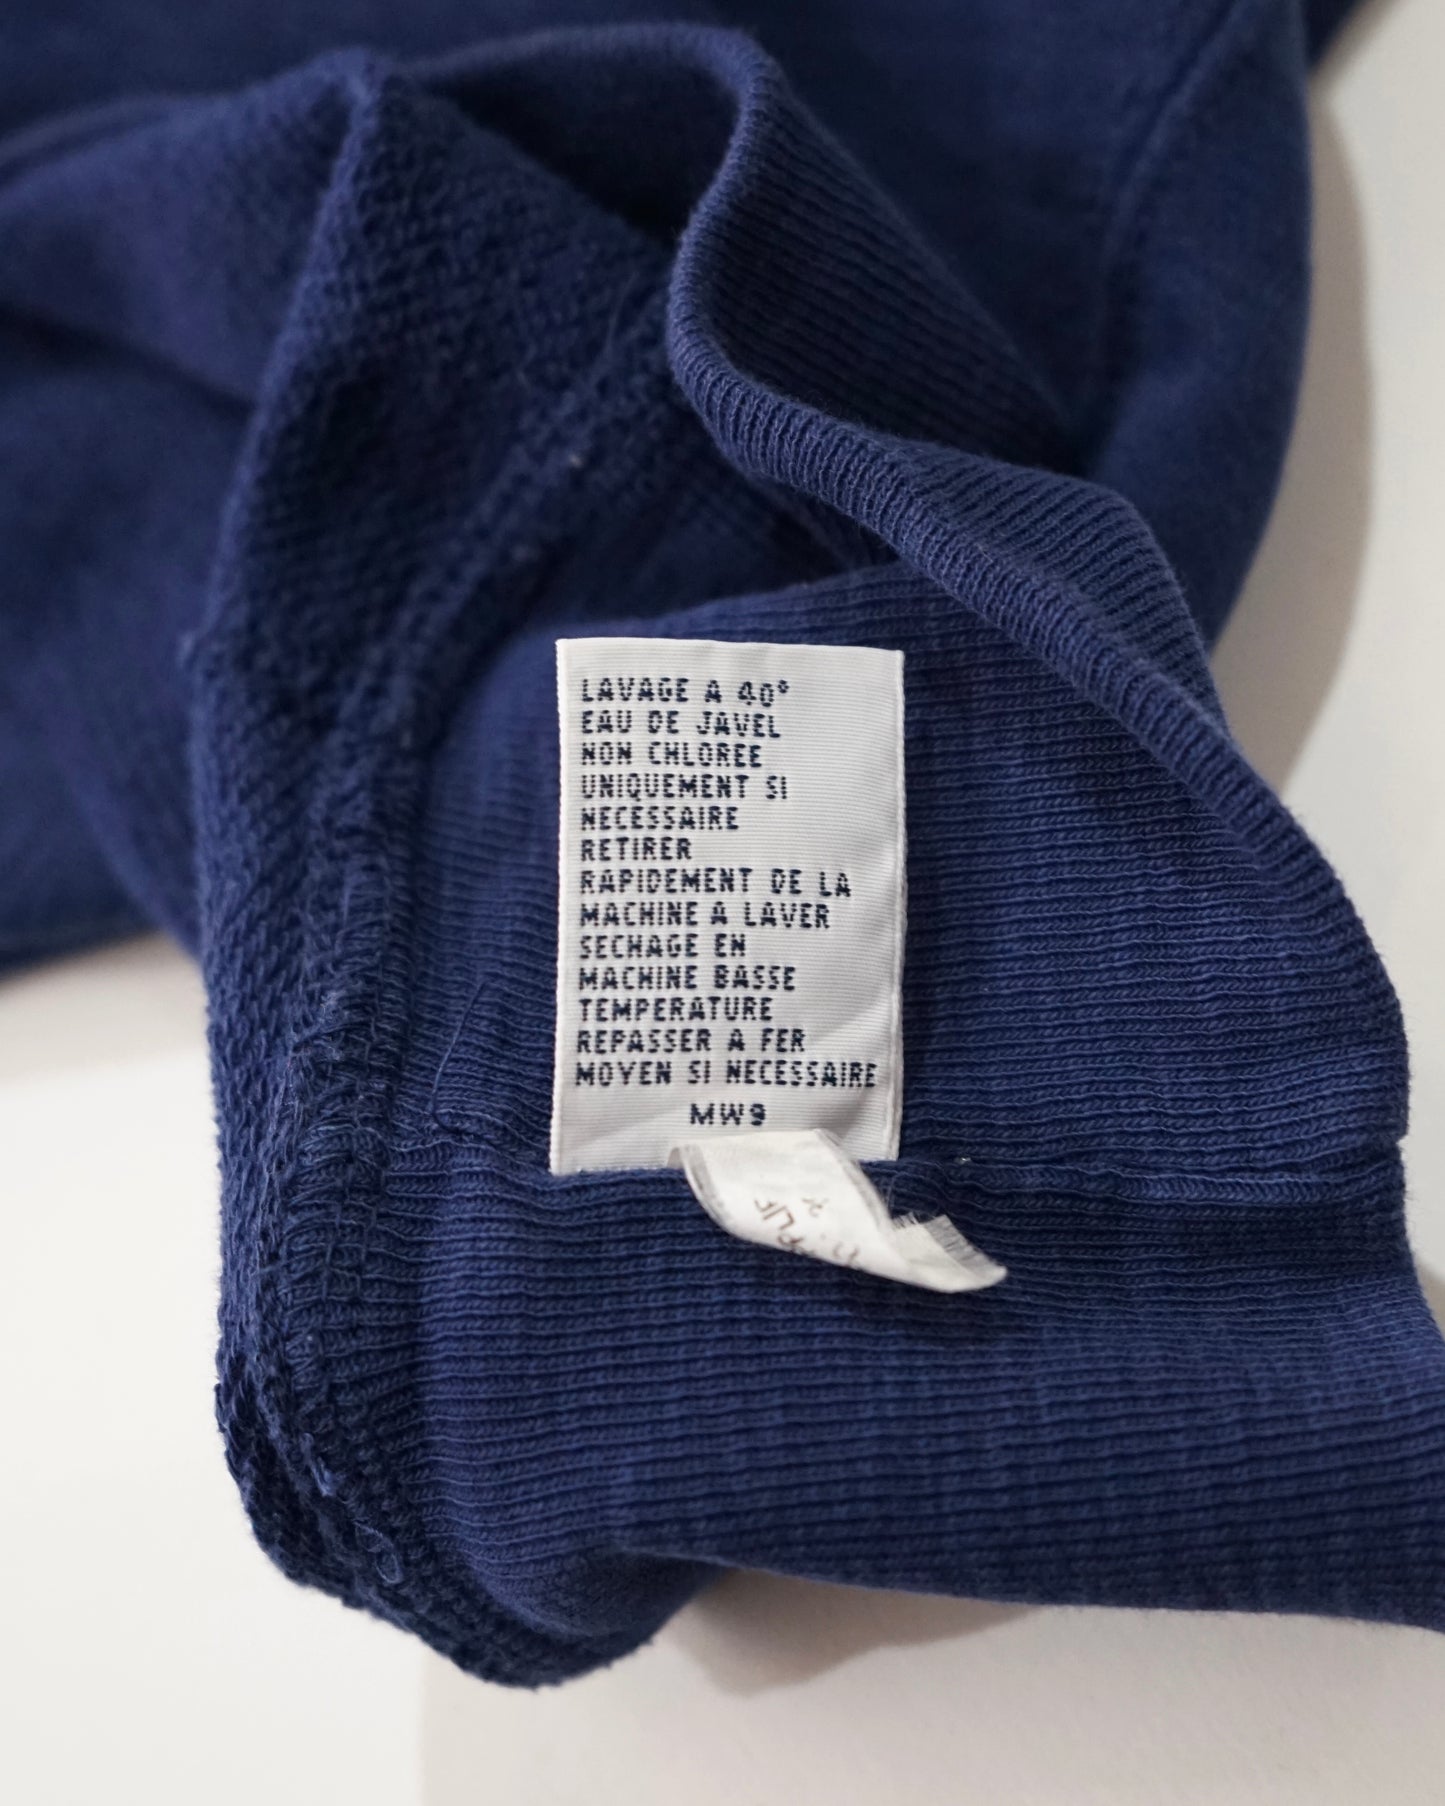 LAVAGE A 40°
EAU DE JAVEL
NON CHLOREE
UNIQUEMENT SI
NECESSAIRE
RETIRER
RAPIDEMENT DE LA
MACHINE A LAVER
SECHAGE EN
MACHINE BASSE
TEMPERATURE
REPASSER A FER
MOYEN SI NECESSAIRE
MW9